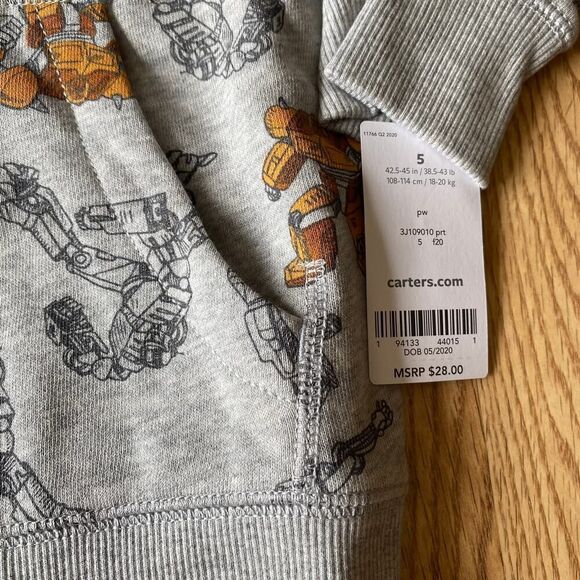 11766 Q2 2020
5
42.5-45 in / 38.5-43 lb
108-114 cm / 18-20 kg
pw
3J109010 prt
5 f20
carters.com
1 94133 44015 1
DOB 05/2020
MSRP $28.00